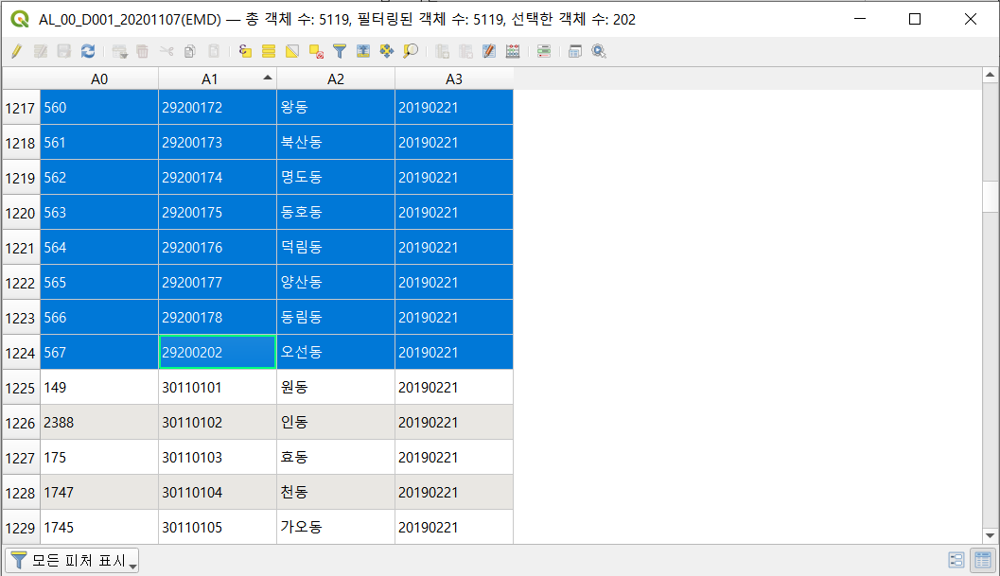 AL_00_D001_20201107(EMD) — 총 객체 수: 5119, 필터링된 객체 수: 5119, 선택한 객체 수: 202
A0 A1 A2 A3
1217 560 29200172 왕동 20190221
1218 561 29200173 북산동 20190221
1219 562 29200174 명도동 20190221
1220 563 29200175 동호동 20190221
1221 564 29200176 덕림동 20190221
1222 565 29200177 양산동 20190221
1223 566 29200178 동림동 20190221
1224 567 29200202 오선동 20190221
1225 149 30110101 원동 20190221
1226 2388 30110102 인동 20190221
1227 175 30110103 효동 20190221
1228 1747 30110104 천동 20190221
1229 1745 30110105 가오동 20190221
모든 피처 표시